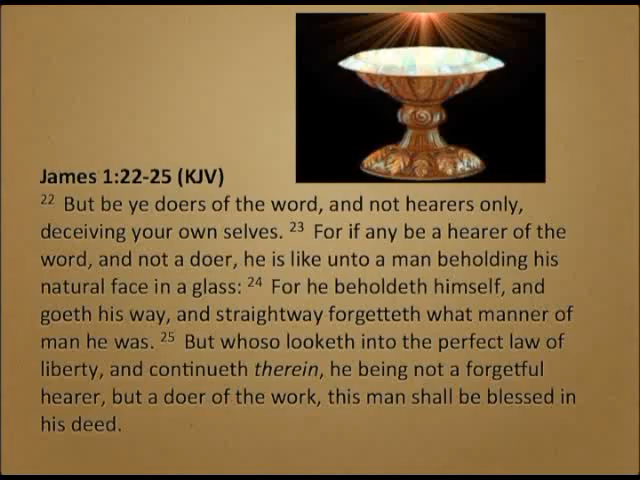 James 1:22-25 (KJV)
22 But be ye doers of the word, and not hearers only,
deceiving your own selves. 23 For if any be a hearer of the
word, and not a doer, he is like unto a man beholding his
natural face in a glass: 24 For he beholdeth himself, and
goeth his way, and straightway forgetteth what manner of
man he was. 25 But whoso looketh into the perfect law of
liberty, and continueth therein, he being not a forgetful
hearer, but a doer of the work, this man shall be blessed in
his deed.